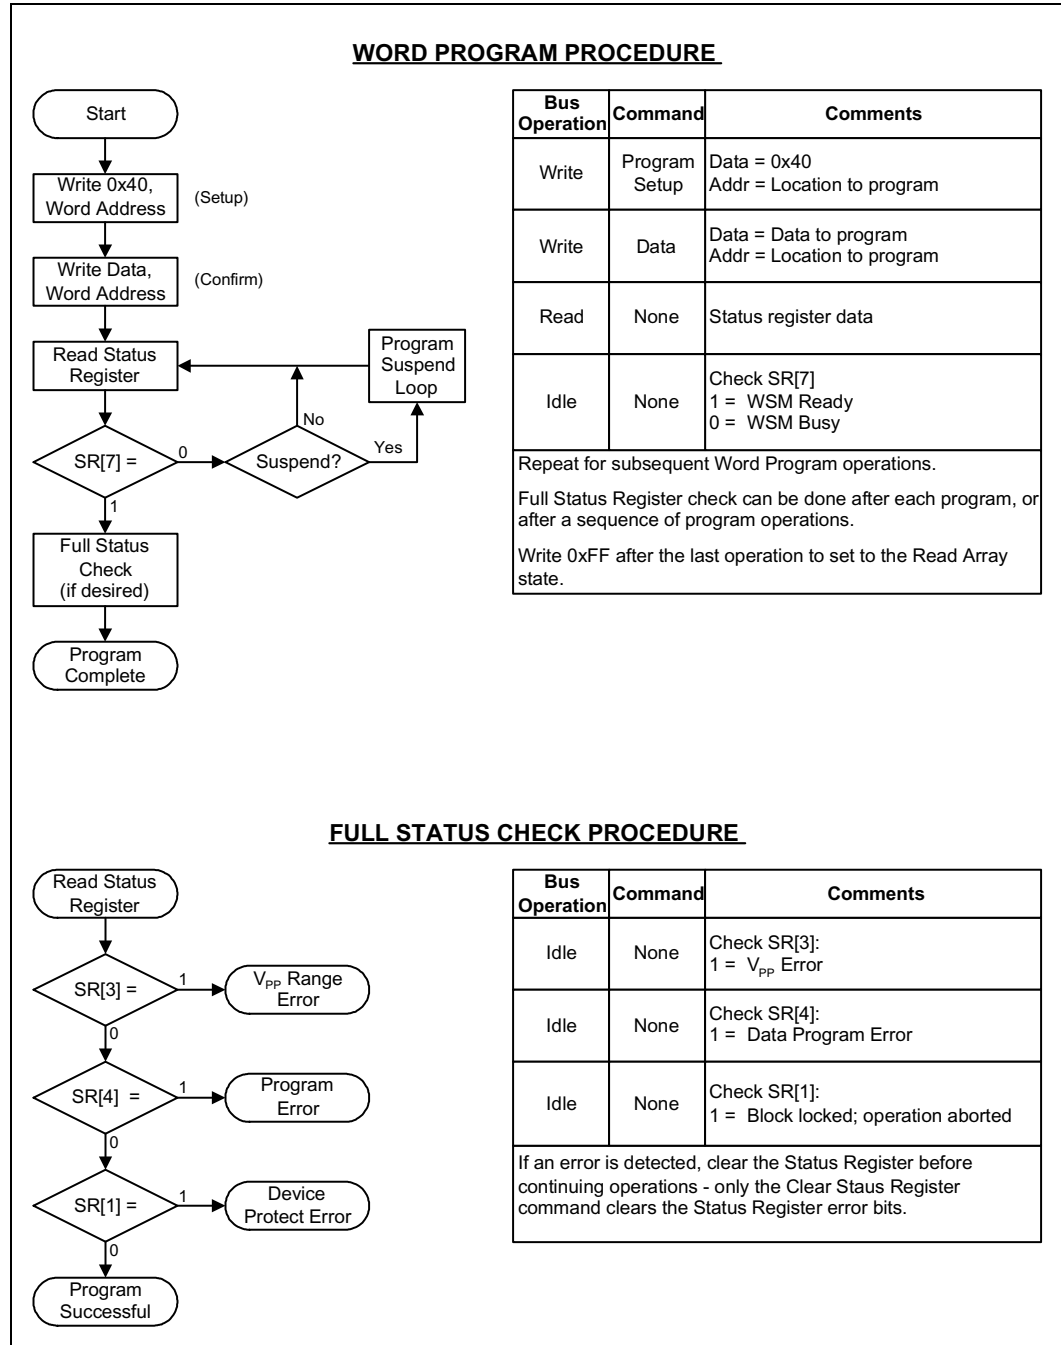 WORD PROGRAM PROCEDURE
Start
Write 0x40,
Word Address
(Setup)
Write Data,
Word Address
(Confirm)
Read Status
Register
Program
Suspend
Loop
No
Yes
SR[7] =
0
Suspend?
1
Full Status
Check
(if desired)
Program
Complete
Bus
Operation
Command
Comments
Write
Program
Setup
Data = 0x40
Addr = Location to program
Write
Data
Data = Data to program
Addr = Location to program
Read
None
Status register data
Idle
None
Check SR[7]
1 = WSM Ready
0 = WSM Busy
Repeat for subsequent Word Program operations.
Full Status Register check can be done after each program, or
after a sequence of program operations.
Write 0xFF after the last operation to set to the Read Array
state.
FULL STATUS CHECK PROCEDURE
Read Status
Register
SR[3] =
1
VPP Range
Error
0
SR[4] =
1
Program
Error
0
SR[1] =
1
Device
Protect Error
0
Program
Successful
Bus
Operation
Command
Comments
Idle
None
Check SR[3]:
1 = VPP Error
Idle
None
Check SR[4]:
1 = Data Program Error
Idle
None
Check SR[1]:
1 = Block locked; operation aborted
If an error is detected, clear the Status Register before
continuing operations - only the Clear Staus Register
command clears the Status Register error bits.